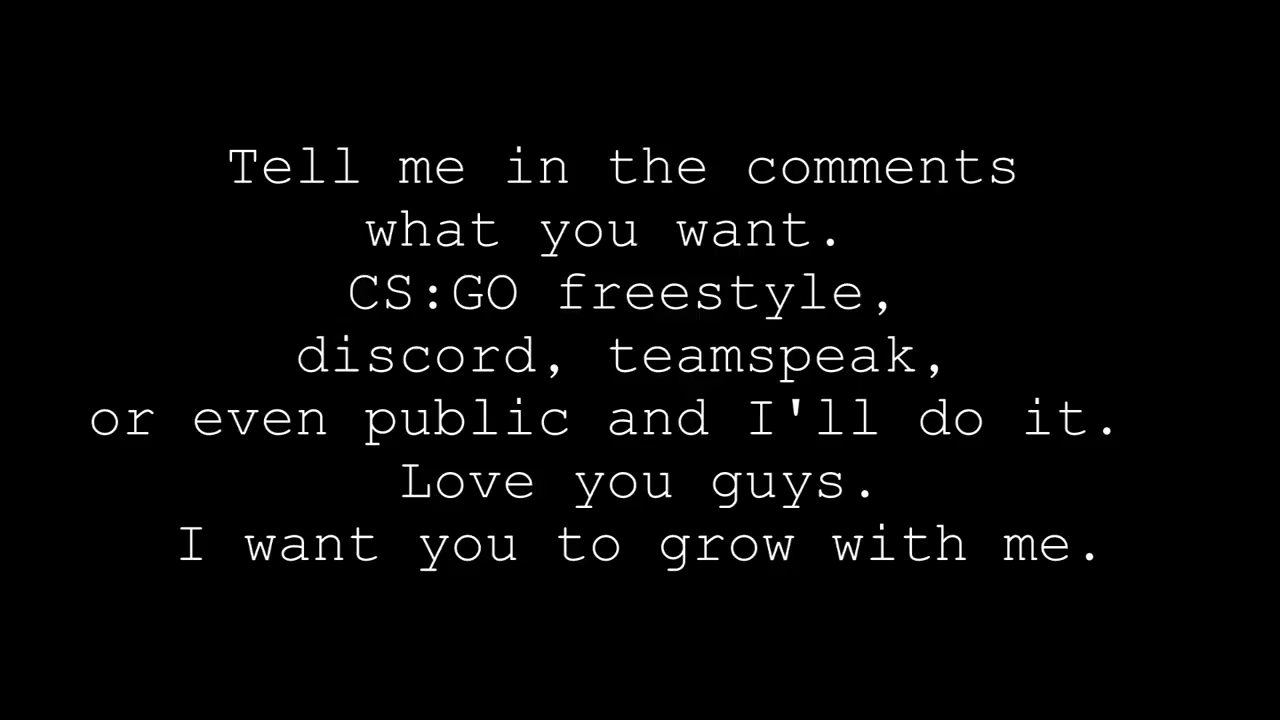 Tell me in the comments
what you want.
CS:GO freestyle,
discord, teamspeak,
or even public and I'll do it.
Love you guys.
I want you to grow with me.